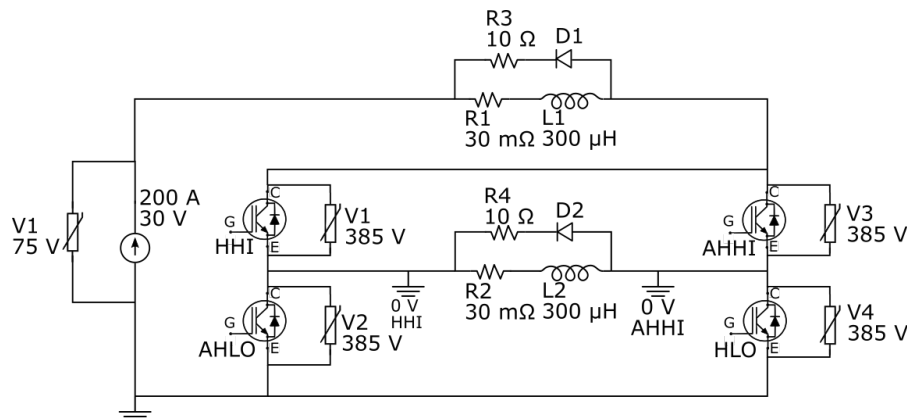 R3
10 Ω
D1
R1
30 mΩ
L1
300 µH
200 A
30 V
V1
75 V
C
G
E
HHI
V1
385 V
R4
10 Ω
D2
C
G
E
AHHI
V3
385 V
0 V
HHI
R2
30 mΩ
L2
300 µH
0 V
AHHI
C
G
E
AHLO
V2
385 V
C
G
E
HLO
V4
385 V